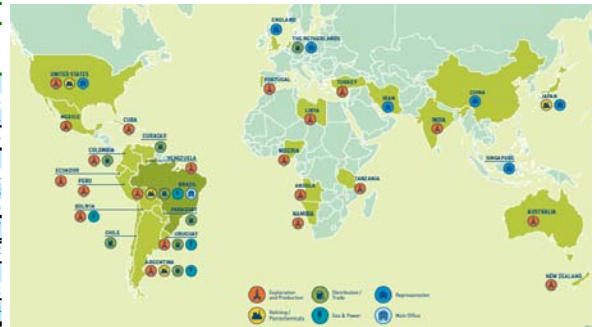 ENGLAND
THE NETHERLANDS
UNITED STATES
PORTUGAL
TURKEY
IRAN
CHINA
JAPAN
MEXICO
CUBA
LIBYA
INDIA
CURAÇAO
COLOMBIA
VENEZUELA
NIGERIA
SINGAPORE
ECUADOR
PERU
BRAZIL
ANGOLA
TANZANIA
BOLIVIA
PARAGUAY
NAMIBIA
AUSTRALIA
CHILE
URUGUAY
ARGENTINA
NEW ZEALAND
Exploration
and Production
Distribution /
Trade
Representation
Refining /
Petrochemicals
Gas & Power
Main Office